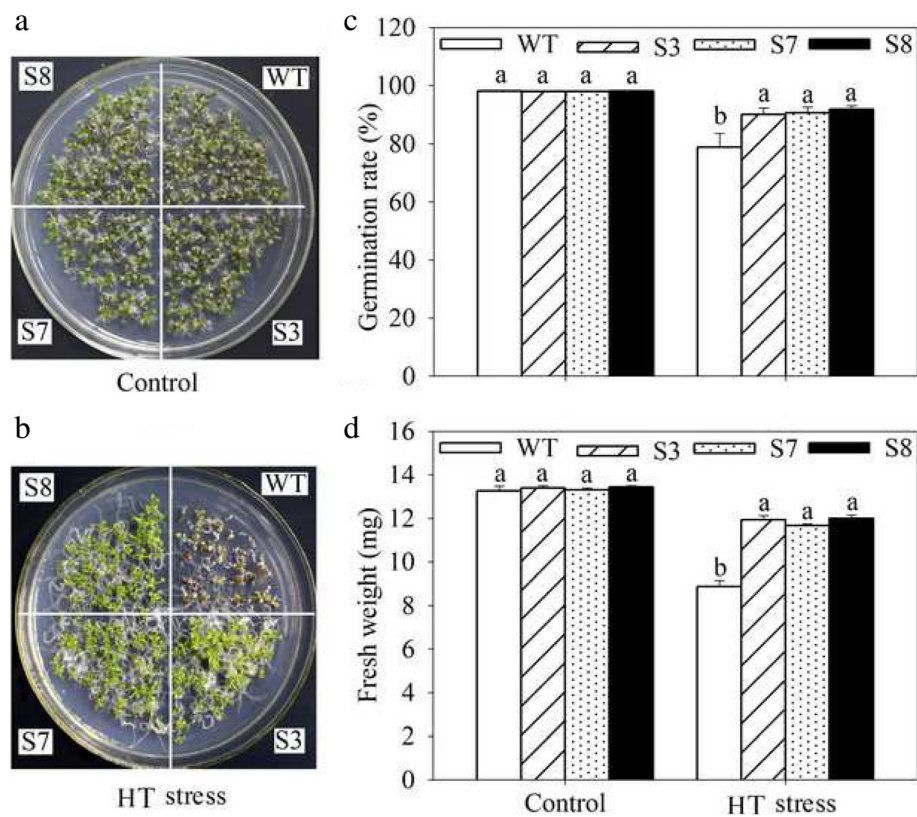 a
S8
WT
S7
S3
Control
b
S8
WT
S7
S3
HT stress
c
120
100
80
60
40
20
0
Germination rate (%)
WT S3 S7 S8
a a a a
b a a a
d
16
14
12
10
8
6
4
2
0
Fresh weight (mg)
WT S3 S7 S8
a a a a
b a a a
Control HT stress